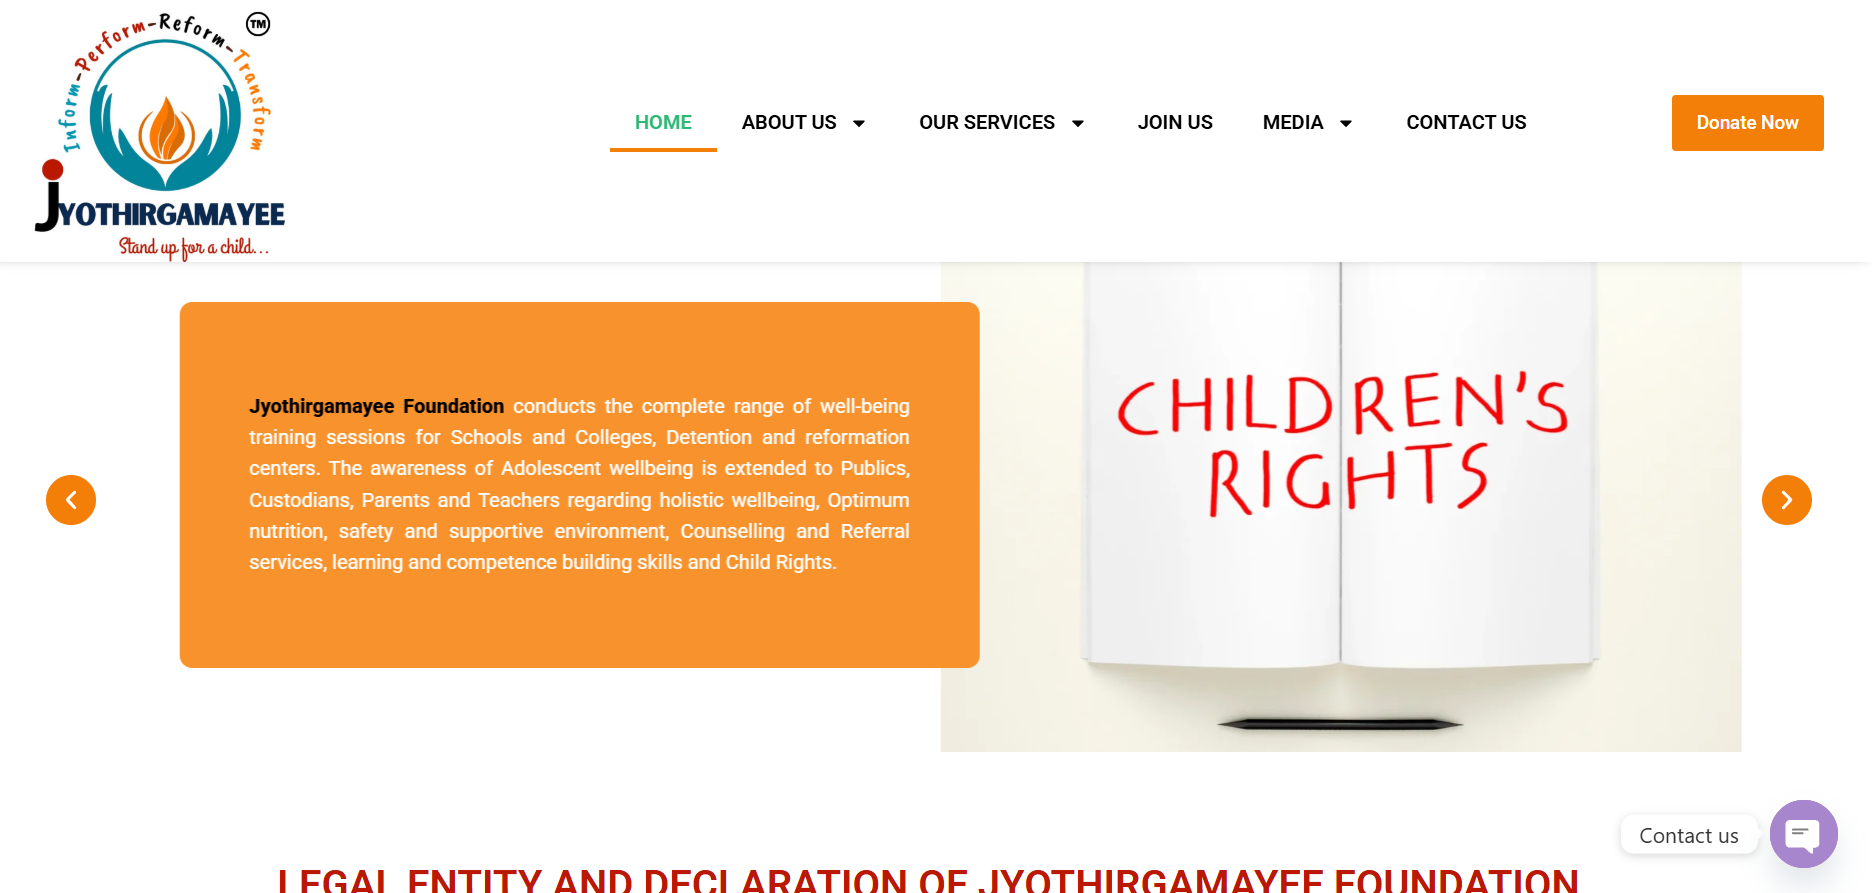 Inform-Perform-Reform-Transform
TM
JYOTHIRGAMAYEE
Stand up for a child...
HOME
ABOUT US
OUR SERVICES
JOIN US
MEDIA
CONTACT US
Donate Now
Jyothirgamayee Foundation conducts the complete range of well-being
training sessions for Schools and Colleges, Detention and reformation
centers. The awareness of Adolescent wellbeing is extended to Publics,
Custodians, Parents and Teachers regarding holistic wellbeing, Optimum
nutrition, safety and supportive environment, Counselling and Referral
services, learning and competence building skills and Child Rights.
CHILDREN'S
RIGHTS
Contact us
LEGAL ENTITY AND DECLARATION OF JYOTHIRGAMAYEE FOUNDATION